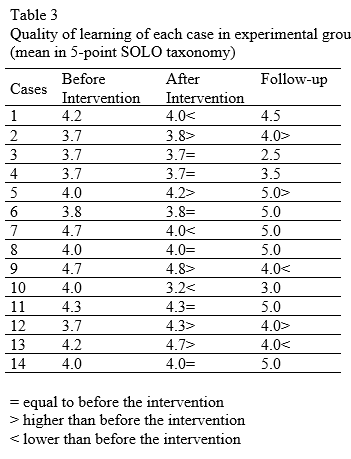 Table 3
Quality of learning of each case in experimental grou
(mean in 5-point SOLO taxonomy)
Cases Before Intervention After Intervention Follow-up
1 4.2 4.0< 4.5
2 3.7 3.8> 4.0>
3 3.7 3.7= 2.5
4 3.7 3.7= 3.5
5 4.0 4.2> 5.0>
6 3.8 3.8= 5.0
7 4.7 4.0< 5.0
8 4.0 4.0= 5.0
9 4.7 4.8> 4.0<
10 4.0 3.2< 3.0
11 4.3 4.3= 5.0
12 3.7 4.3> 4.0>
13 4.2 4.7> 4.0<
14 4.0 4.0= 5.0
= equal to before the intervention
> higher than before the intervention
< lower than before the intervention